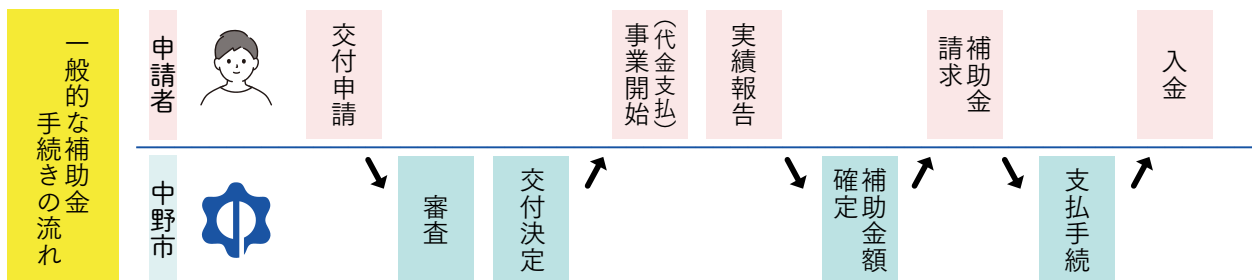 一般的な補助金
手続きの流れ
申請者
交付申請
事業開始
（代金支払）
実績報告
補助金
請求
入金
中野市
審査
交付決定
補助金額
確定
支払手続